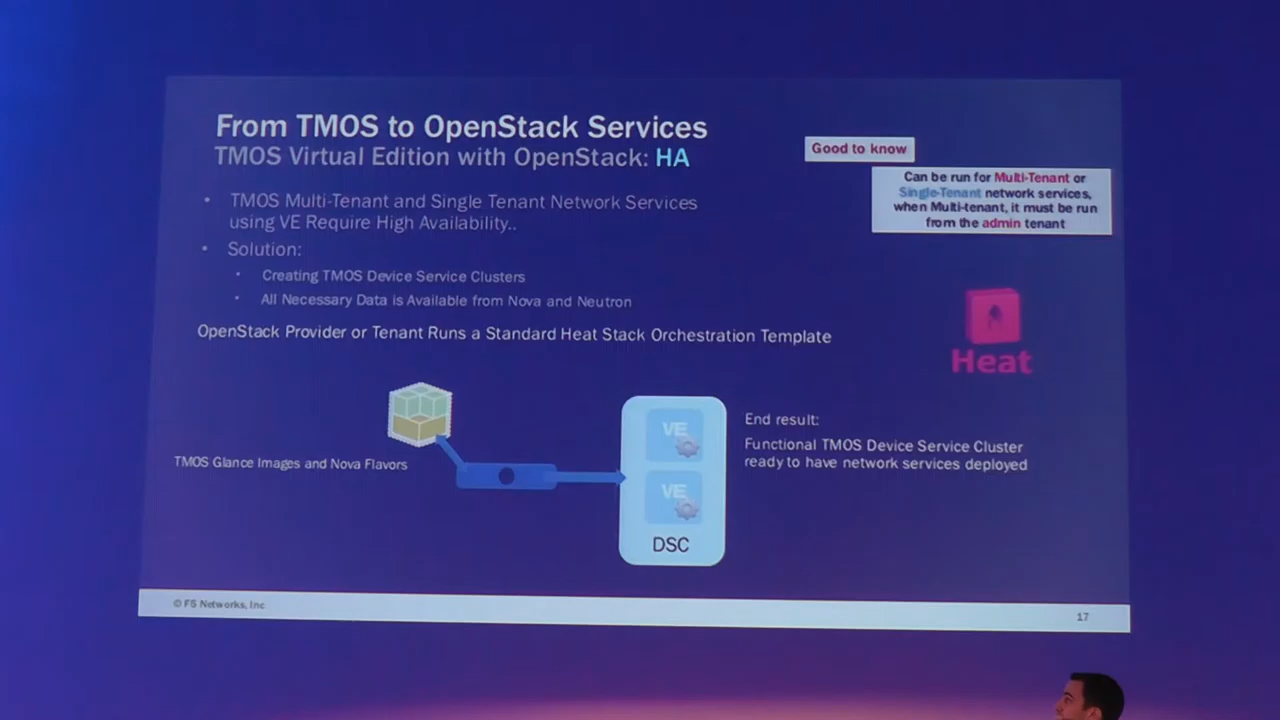 From TMOS to OpenStack Services
TMOS Virtual Edition with OpenStack: HA
Good to know
Can be run for Multi-Tenant or
Single-Tenant network services,
when Multi-tenant, it must be run
from the admin tenant
• TMOS Multi-Tenant and Single Tenant Network Services
using VE Require High Availability..
• Solution:
• Creating TMOS Device Service Clusters
• All Necessary Data is Available from Nova and Neutron
OpenStack Provider or Tenant Runs a Standard Heat Stack Orchestration Template
Heat
TMOS Glance Images and Nova Flavors
VE
VE
DSC
End result:
Functional TMOS Device Service Cluster
ready to have network services deployed
© F5 Networks, Inc
17